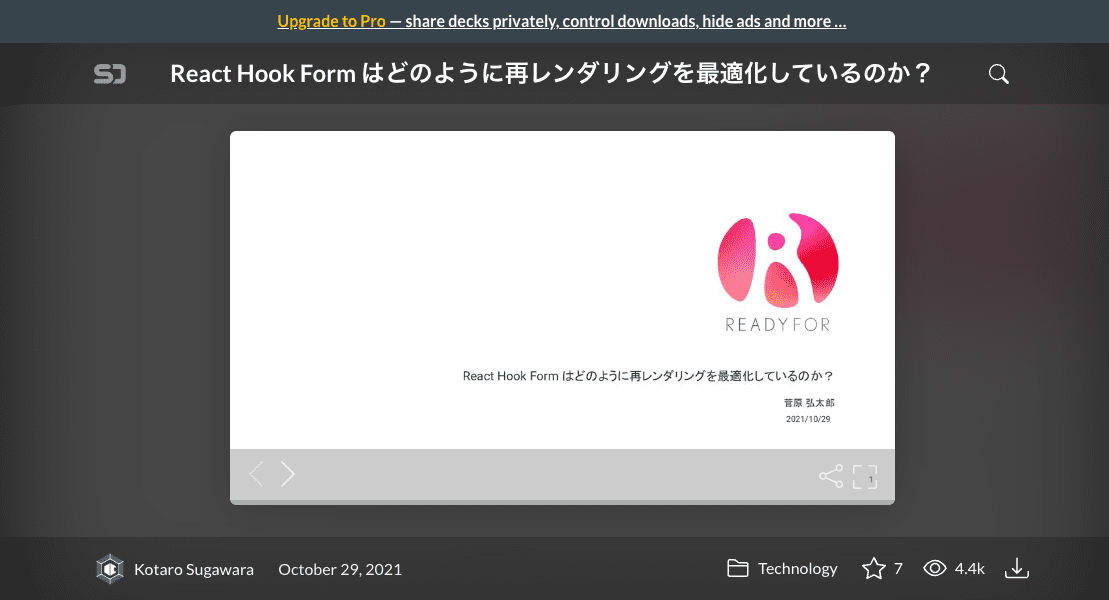 Upgrade to Pro — share decks privately, control downloads, hide ads and more …
SD
React Hook Form はどのように再レンダリングを最適化しているのか？
READYFOR
React Hook Form はどのように再レンダリングを最適化しているのか？
菅原 弘太郎
2021/10/29
1
Kotaro Sugawara
October 29, 2021
Technology
7
4.4k